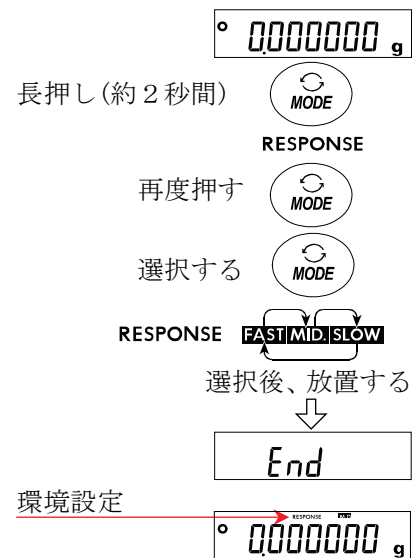 0.000000 g
長押し(約2秒間)
MODE
RESPONSE
再度押す
MODE
選択する
MODE
RESPONSE FAST MID. SLOW
選択後、放置する
End
環境設定
RESPONSE MID.
0.000000 g